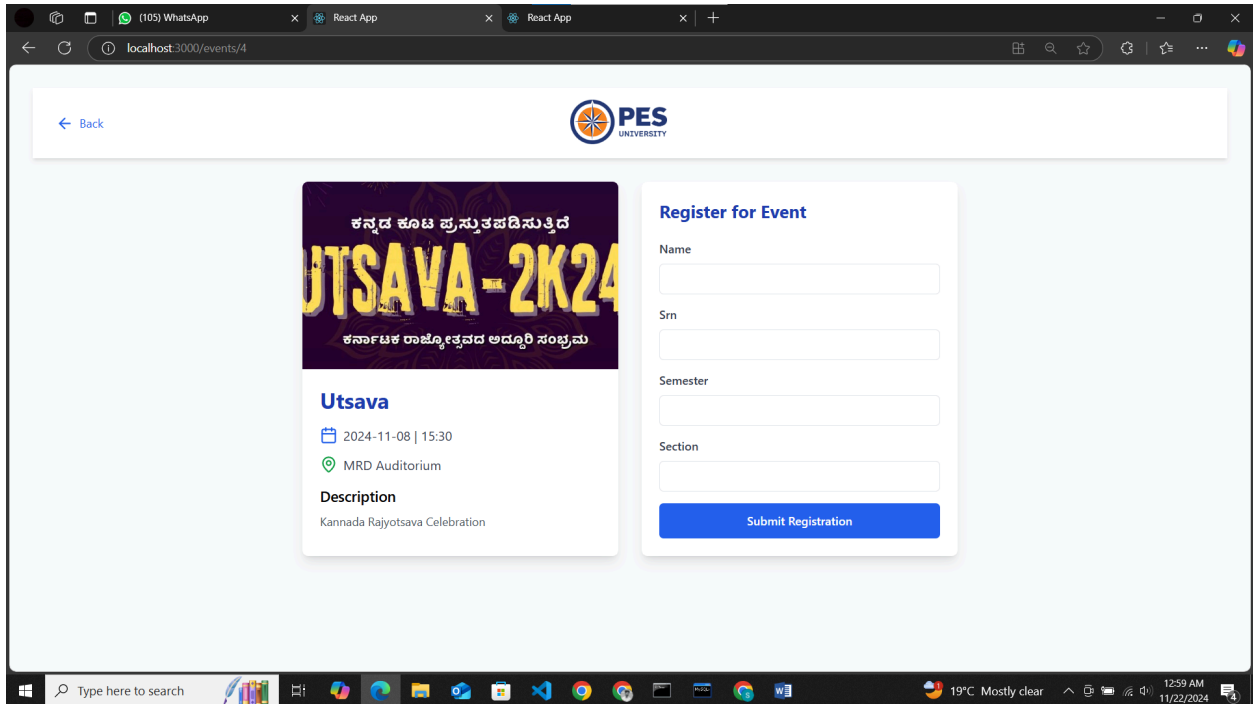 (105) WhatsApp
React App
React App
localhost:3000/events/4
Back
PES
UNIVERSITY
ಕನ್ನಡ ಕೂಟ ಪ್ರಸ್ತುತಪಡಿಸುತ್ತಿದೆ
UTSAVA-2K24
ಕರ್ನಾಟಕ ರಾಜ್ಯೋತ್ಸವದ ಅದ್ದೂರಿ ಸಂಭ್ರಮ
Utsava
2024-11-08 | 15:30
MRD Auditorium
Description
Kannada Rajyotsava Celebration
Register for Event
Name
Srn
Semester
Section
Submit Registration
Type here to search
19°C Mostly clear
12:59 AM
11/22/2024
4